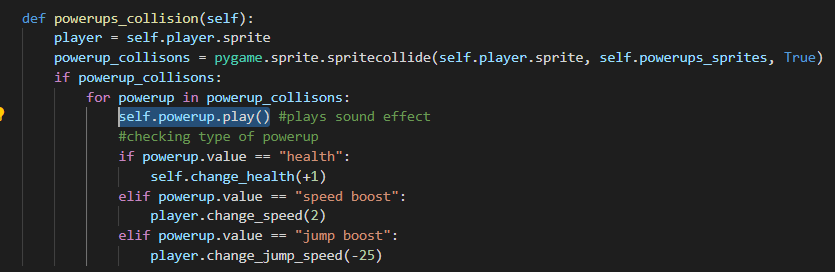 def powerups_collision(self):
player = self.player.sprite
powerup_collisons = pygame.sprite.spritecollide(self.player.sprite, self.powerups_sprites, True)
if powerup_collisons:
for powerup in powerup_collisons:
self.powerup.play() #plays sound effect
#checking type of powerup
if powerup.value == "health":
self.change_health(+1)
elif powerup.value == "speed boost":
player.change_speed(2)
elif powerup.value == "jump boost":
player.change_jump_speed(-25)